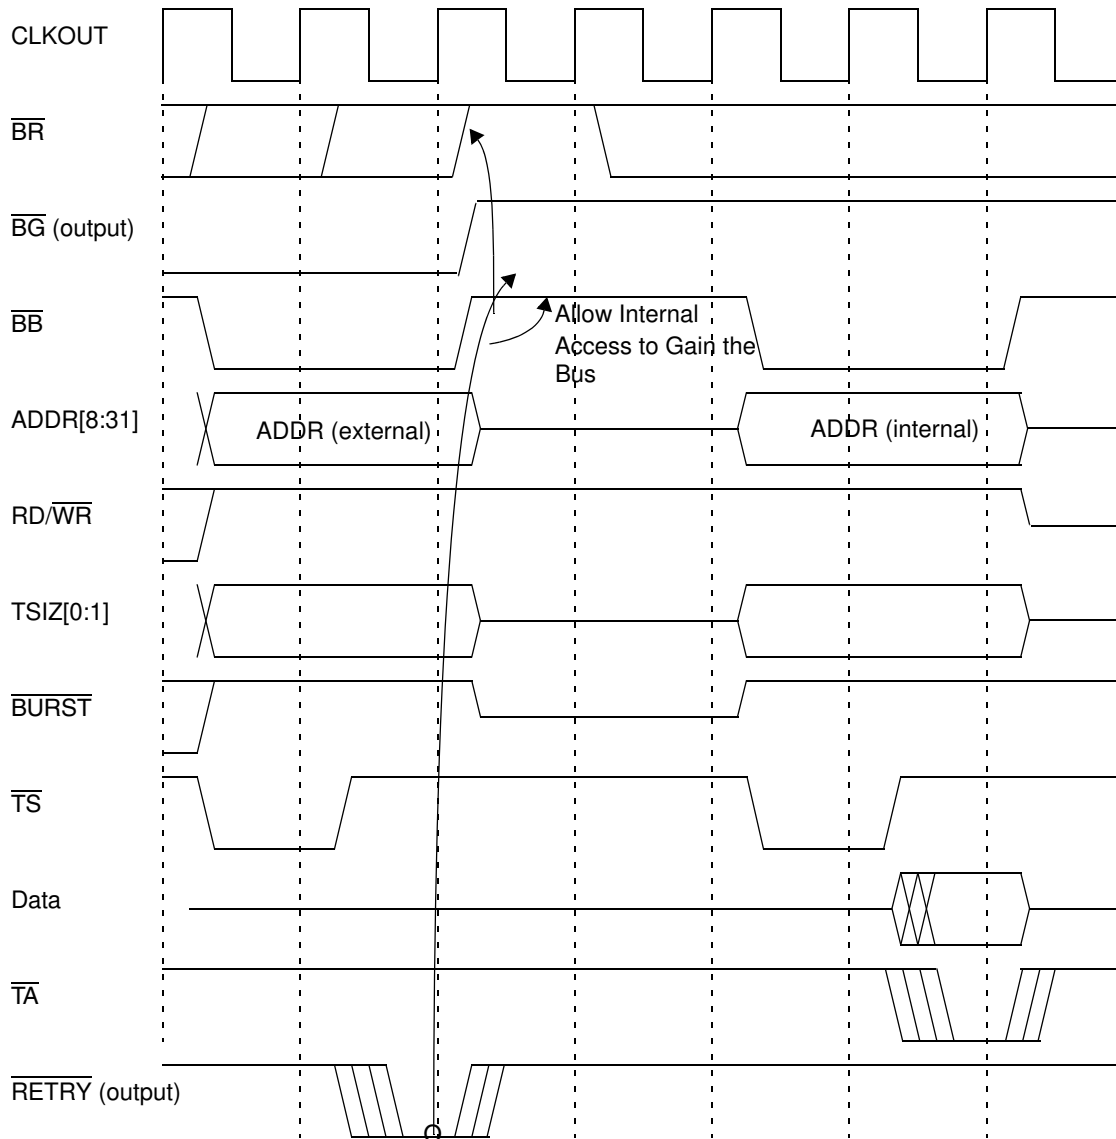 CLKOUT
BR
BG (output)
BB
Allow Internal
Access to Gain the
Bus
ADDR[8:31]
ADDR (external)
ADDR (internal)
RD/WR
TSIZ[0:1]
BURST
TS
Data
TA
RETRY (output)